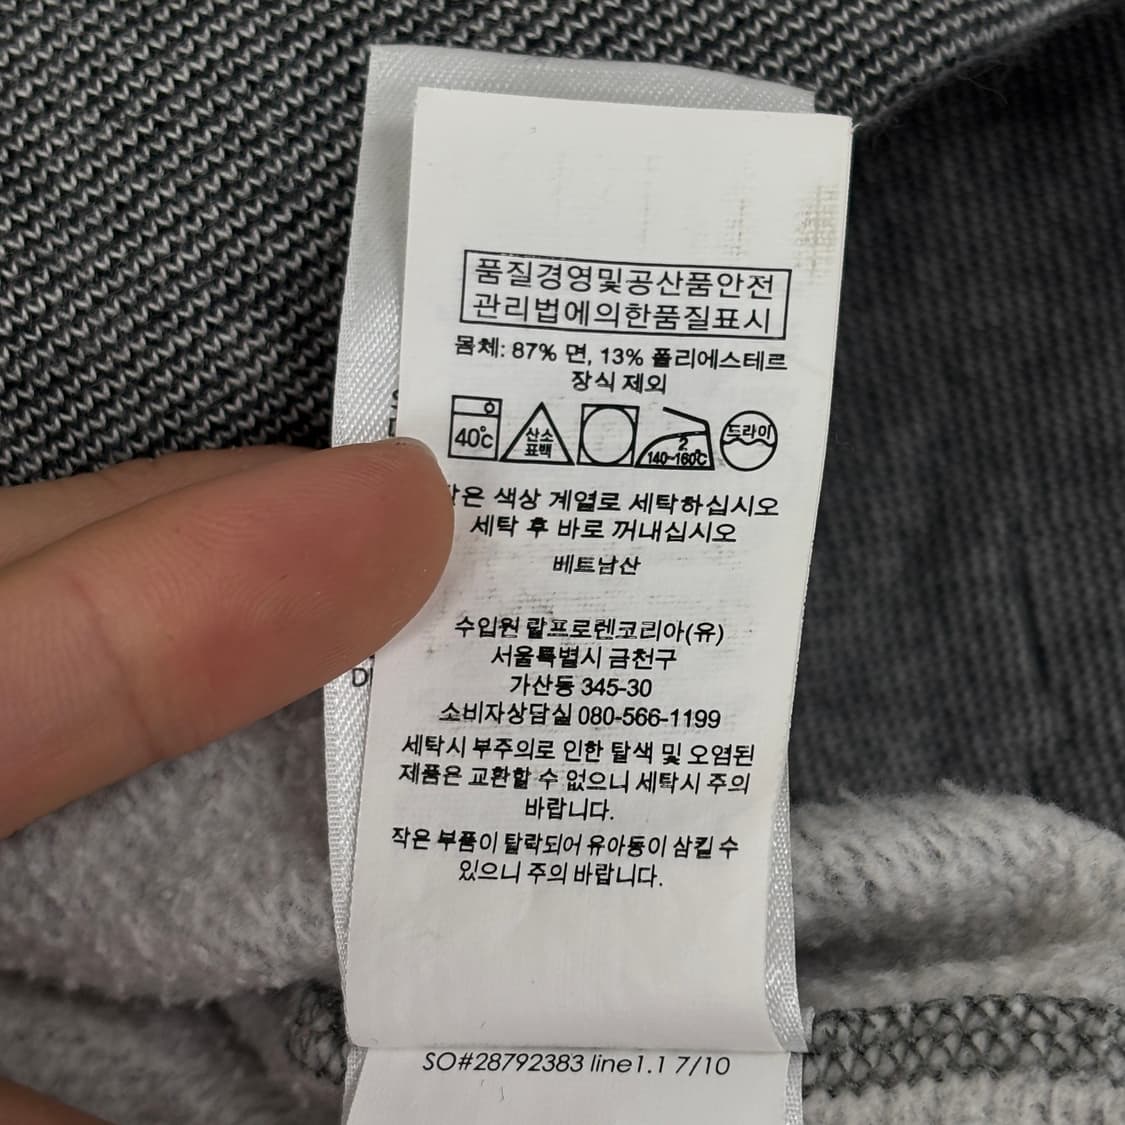 품질경영및공산품안전
관리법에의한품질표시
몸체: 87% 면, 13% 폴리에스테르
장식 제외
40℃
산소
표백
2
140~160℃
드라이
색상 계열로 세탁하십시오
세탁 후 바로 꺼내십시오
베트남산
수입원 랄프로렌코리아(유)
서울특별시 금천구
가산동 345-30
소비자상담실 080-566-1199
세탁시 부주의로 인한 탈색 및 오염된
제품은 교환할 수 없으니 세탁시 주의
바랍니다.
작은 부품이 탈락되어 유아동이 삼킬 수
있으니 주의 바랍니다.
SO#28792383 line1.1 7/10